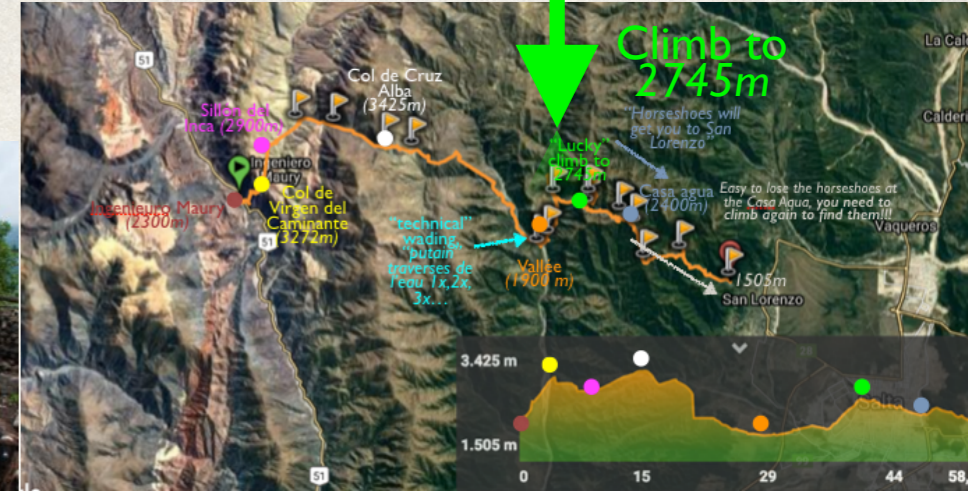 Climb to
2745m
La Cal
51
Col de Cruz
Alba
(3425m)
Sillon del
Inca (2900m)
"Horseshoes will
get you to San
Lorenzo"
Calder
"Lucky"
climb to
Ingeniero
Maury
Casa agua
(2400m)
Easy to lose the horseshoes at
the Casa Aqua, you need to
climb again to find them!!!
Ingenieuro Maury
(2300m)
Col de
Virgen del
Caminante
(3272m)
51
"technical"
wading,
"putain"
traverses de
l'eau 1x,2x,
3x...
Vaqueros
Vallée
(1900 m)
1505m
San Lorenzo
28
3.425 m
Salta
1.505 m
0
15
29
44
58,
51